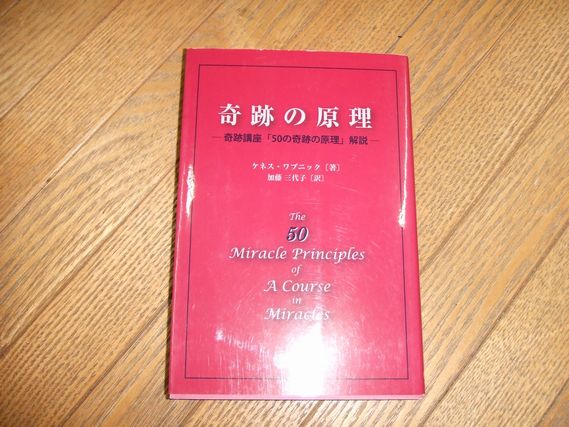 奇跡の原理
―奇跡講座「50の奇跡の原理」解説―
ケネス・ワプニック［著］
加藤 三代子［訳］
The
50
Miracle Principles
of
A Course
in
Miracles